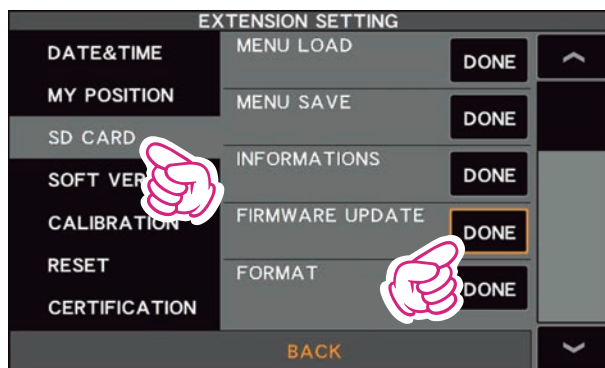 EXTENSION SETTING
DATE&TIME
MY POSITION
SD CARD
SOFT VER
CALIBRATION
RESET
CERTIFICATION
MENU LOAD DONE
MENU SAVE DONE
INFORMATIONS DONE
FIRMWARE UPDATE DONE
FORMAT DONE
BACK